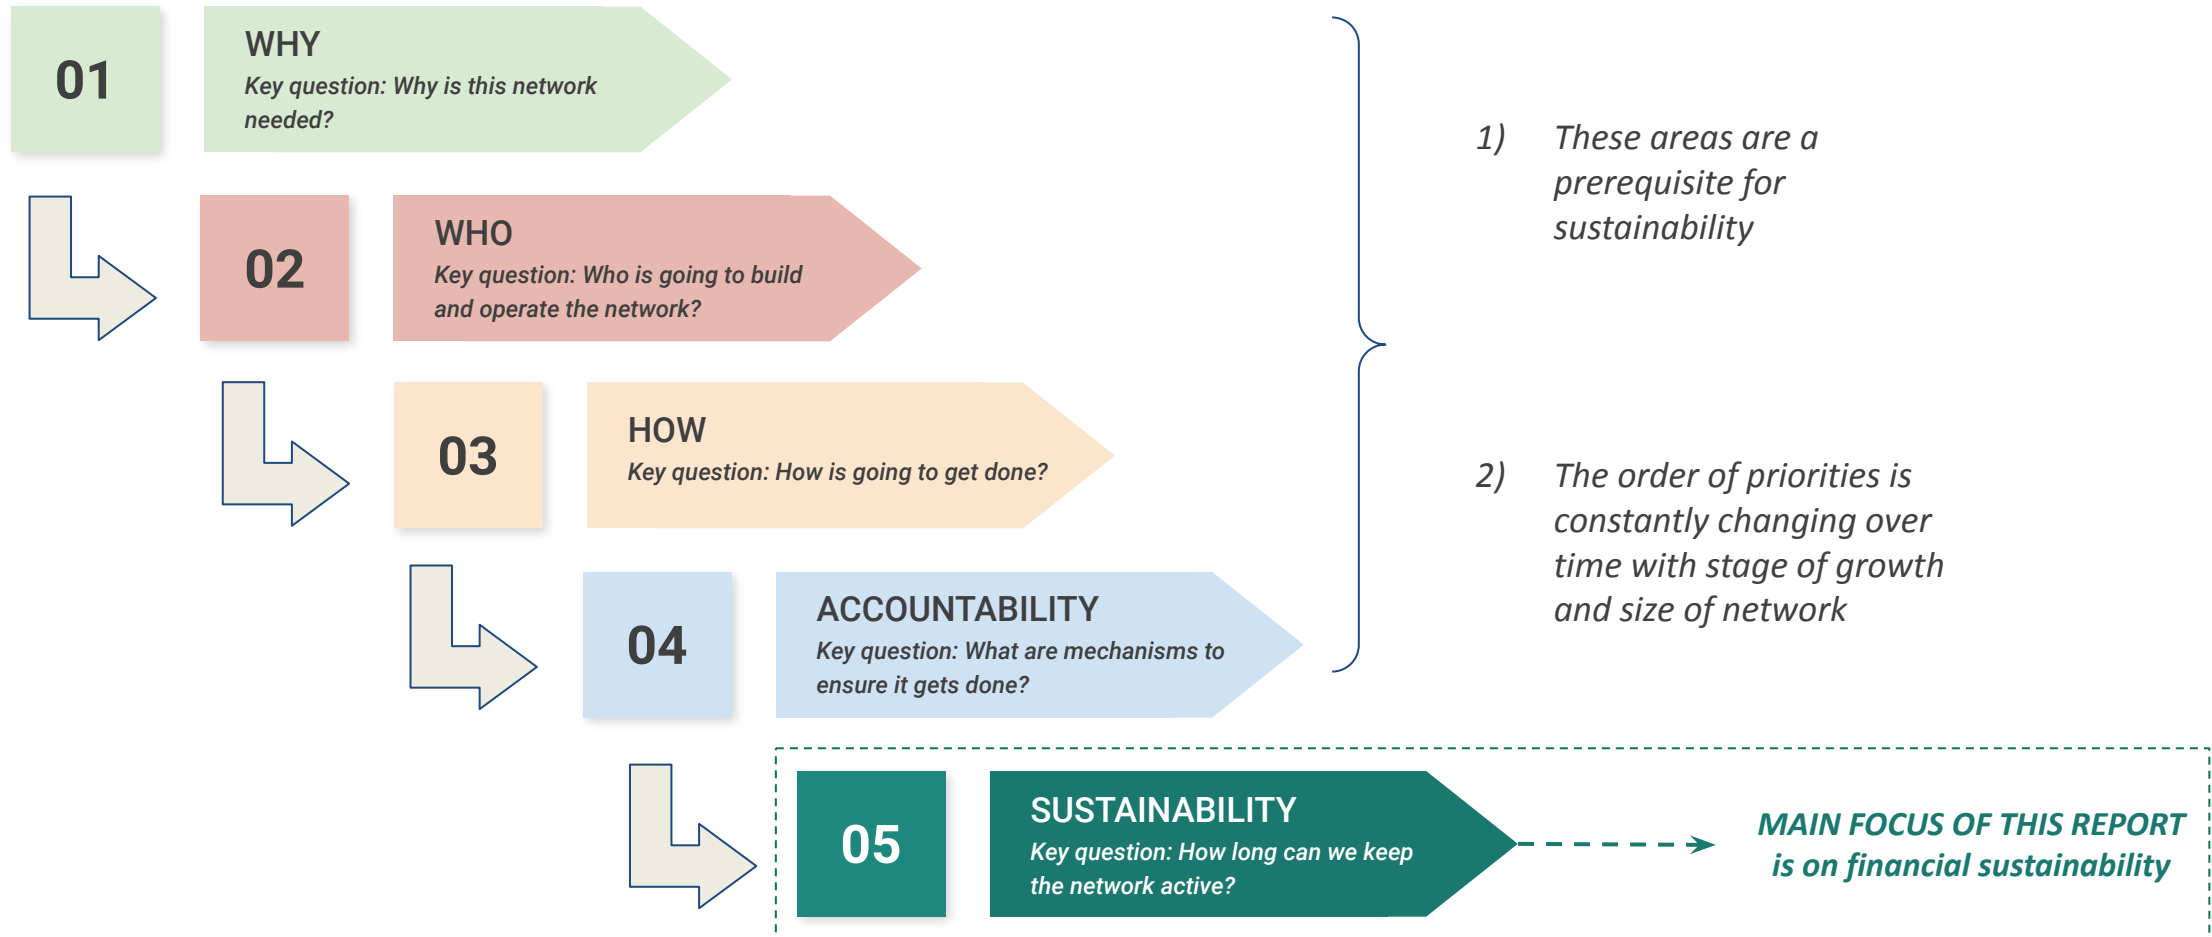 01
WHY
Key question: Why is this network
needed?
02
WHO
Key question: Who is going to build
and operate the network?
03
HOW
Key question: How is going to get done?
04
ACCOUNTABILITY
Key question: What are mechanisms to
ensure it gets done?
05
SUSTAINABILITY
Key question: How long can we keep
the network active?
1) These areas are a
prerequisite for
sustainability
2) The order of priorities is
constantly changing over
time with stage of growth
and size of network
MAIN FOCUS OF THIS REPORT
is on financial sustainability